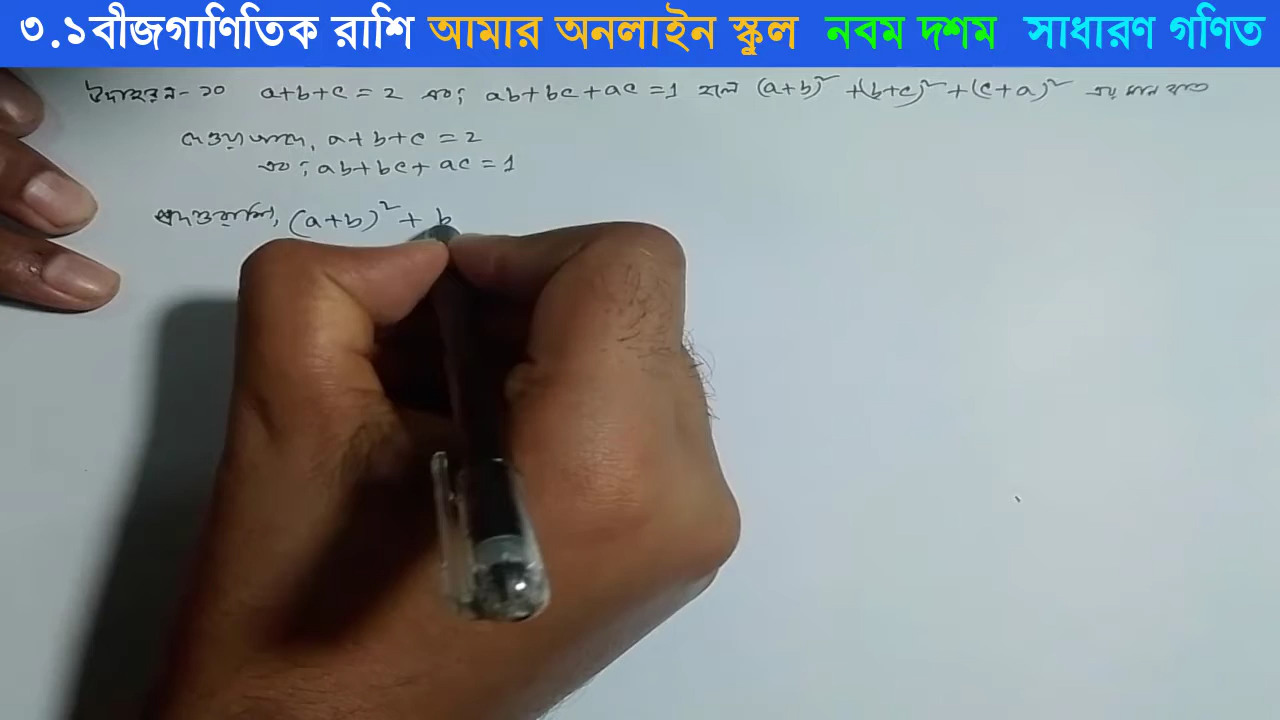 ৩.১বীজগাণিতিক রাশি আমার অনলাইন স্কুল নবম দশম সাধারণ গণিত
উদাহরন- ১০ a+b+c = 2 এবং ab+bc+ac = 1 হলে (a+b)² +(b+c)² +(c+a)² এর মান কত
দেওয়া আছে, a+b+c = 2
এবং ab+bc+ac = 1
প্রদত্ত রাশি, (a+b)² + b